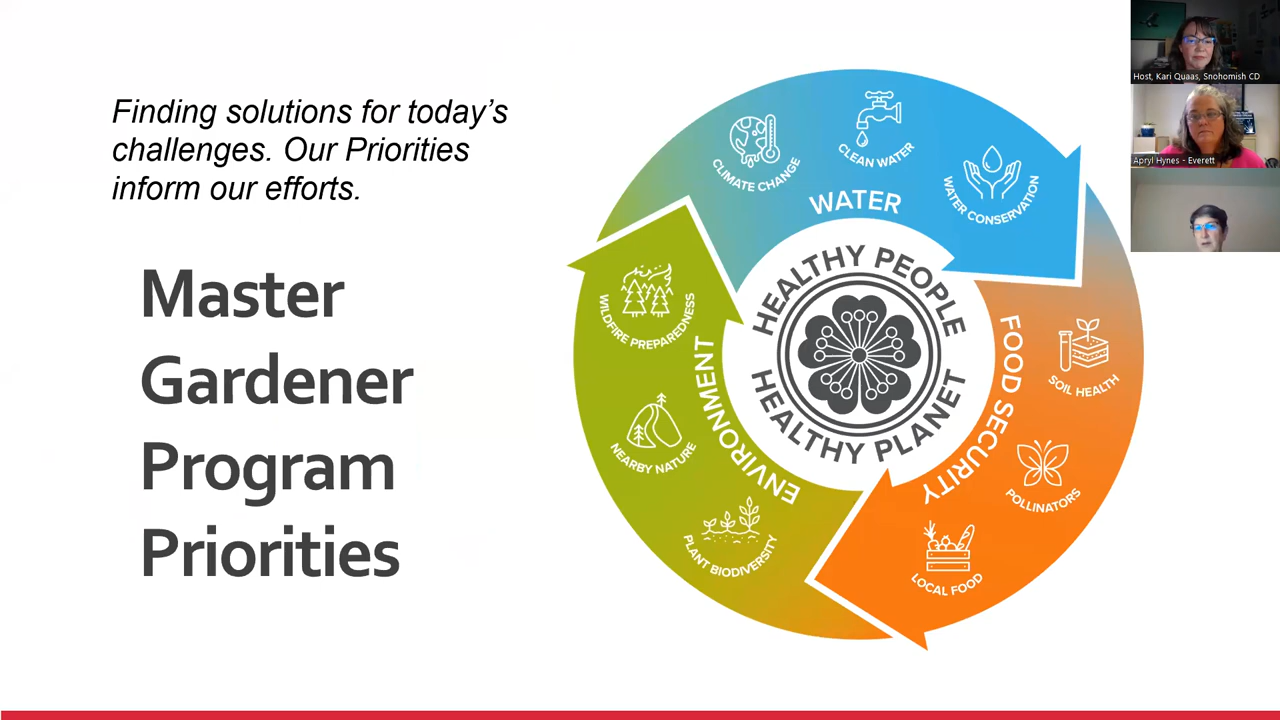 Finding solutions for today's
challenges. Our Priorities
inform our efforts.
Master
Gardener
Program
Priorities
CLIMATE CHANGE
CLEAN WATER
WATER CONSERVATION
WATER
SOIL HEALTH
POLLINATORS
LOCAL FOOD
FOOD SECURITY
PLANT BIODIVERSITY
NEARBY NATURE
WILDFIRE PREPAREDNESS
ENVIRONMENT
HEALTHY PEOPLE
HEALTHY PLANET
Host, Kari Quaas, Snohomish CD
Apryl Hynes - Everett